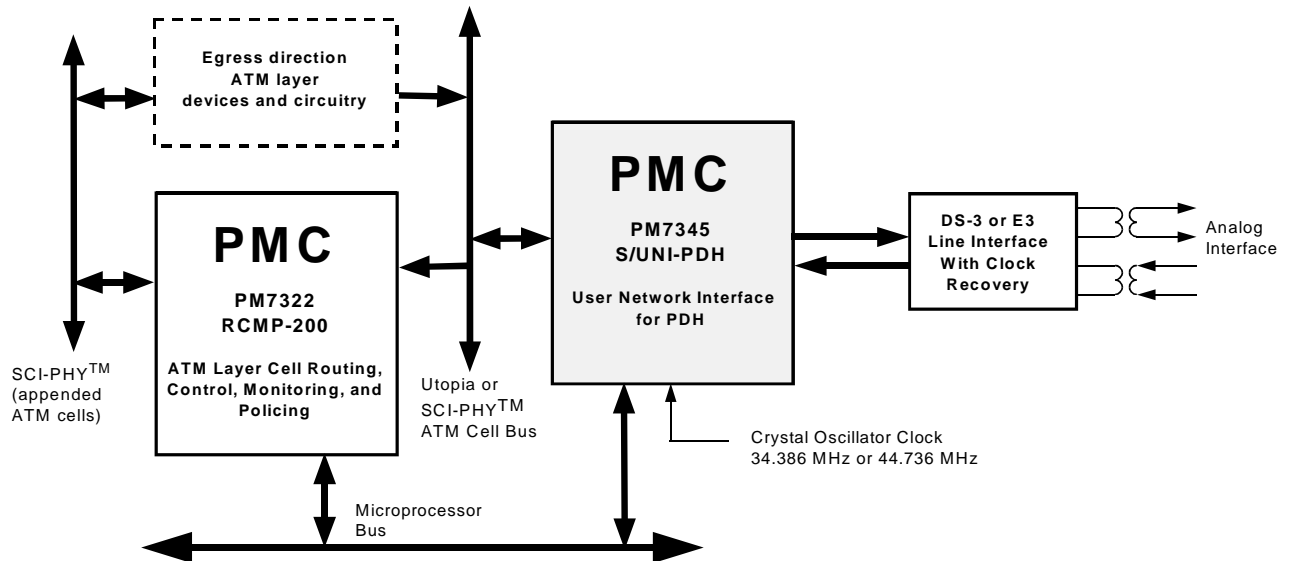 Egress direction
ATM layer
devices and circuitry
PMC
PM7322
RCMP-200
ATM Layer Cell Routing,
Control, Monitoring, and
Policing
PMC
PM7345
S/UNI-PDH
User Network Interface
for PDH
DS-3 or E3
Line Interface
With Clock
Recovery
Analog
Interface
SCI-PHY™
(appended
ATM cells)
Utopia or
SCI-PHY™
ATM Cell Bus
Crystal Oscillator Clock
34.386 MHz or 44.736 MHz
Microprocessor
Bus